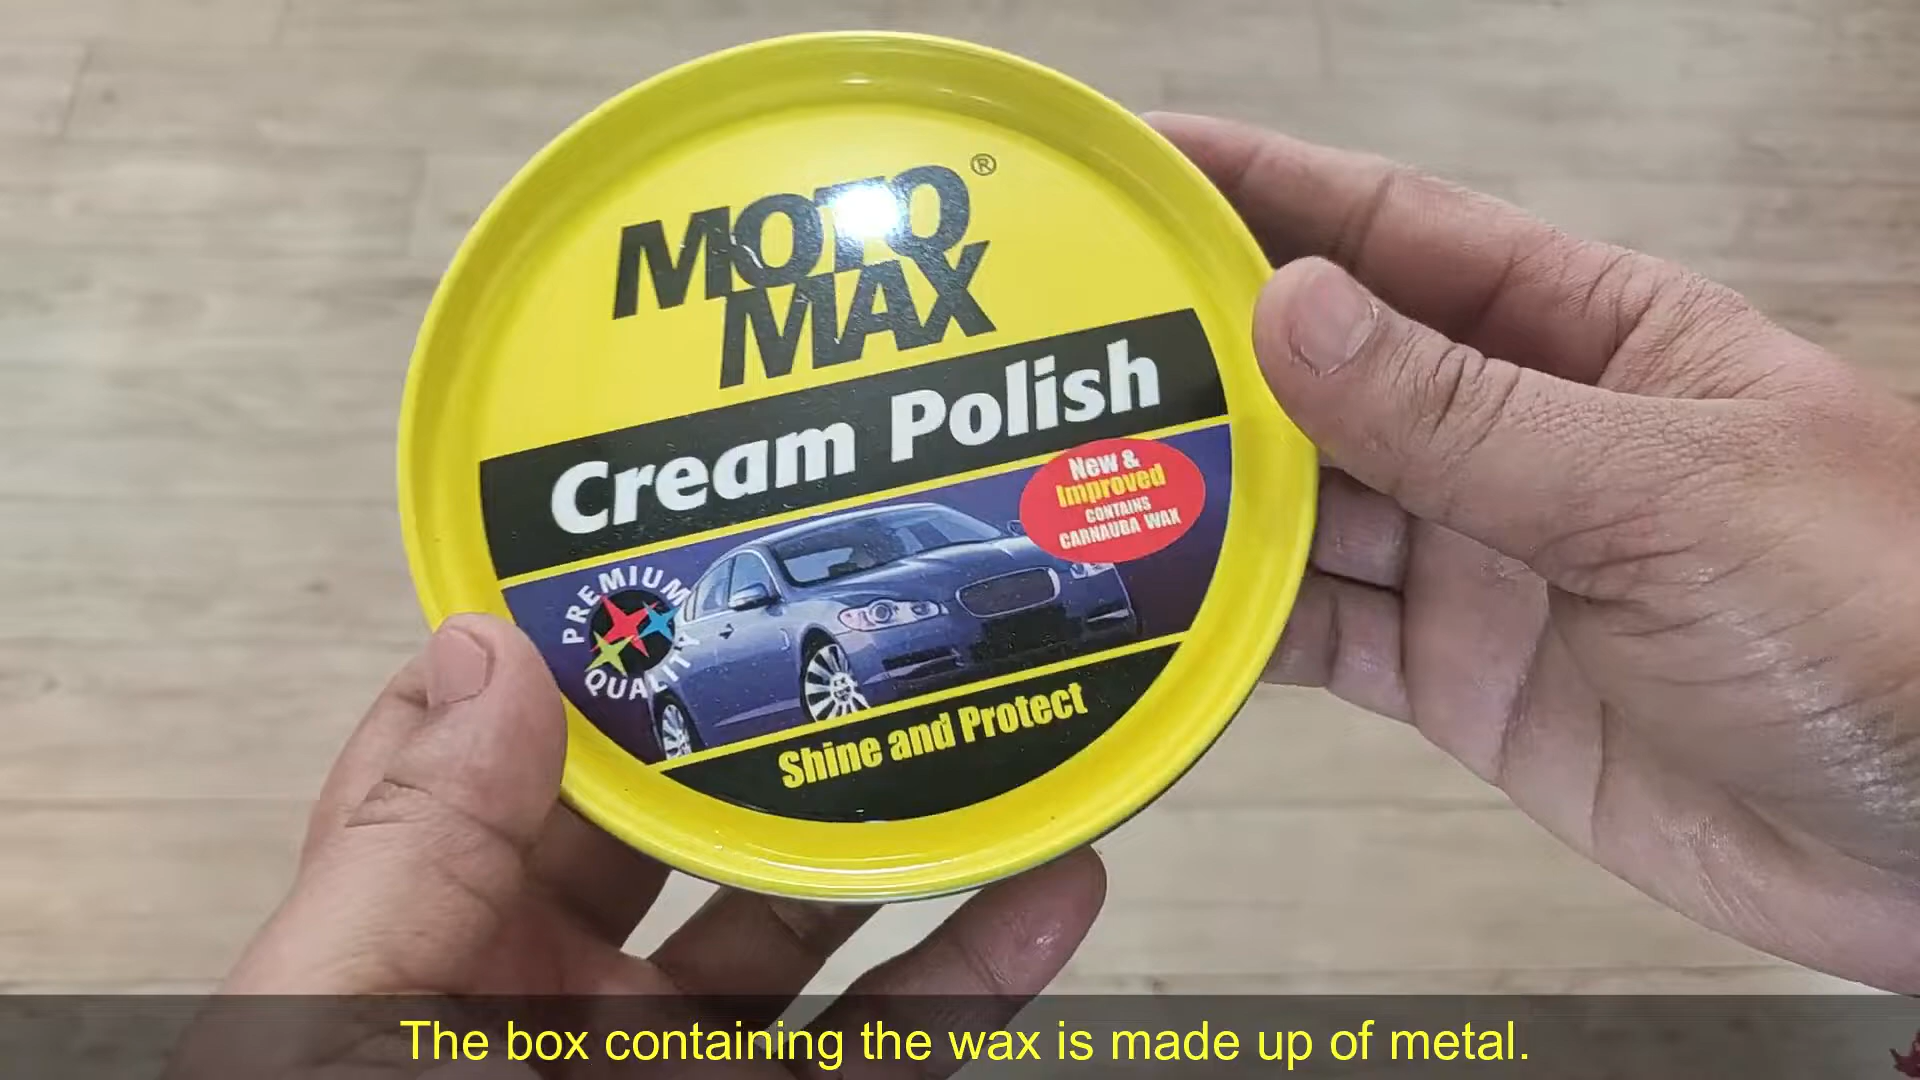 MOTO ®
MAX
Cream Polish
New &
Improved
CONTAINS
CARNAUBA WAX
PREMIUM
QUALITY
Shine and Protect
The box containing the wax is made up of metal.